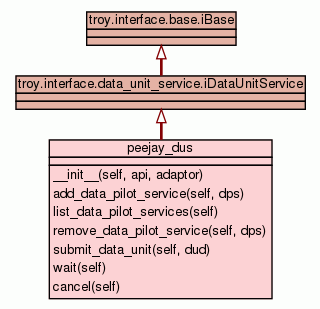 troy.interface.base.iBase
troy.interface.data_unit_service.iDataUnitService
peejay_dus
__init__(self, api, adaptor)
add_data_pilot_service(self, dps)
list_data_pilot_services(self)
remove_data_pilot_service(self, dps)
submit_data_unit(self, dud)
wait(self)
cancel(self)